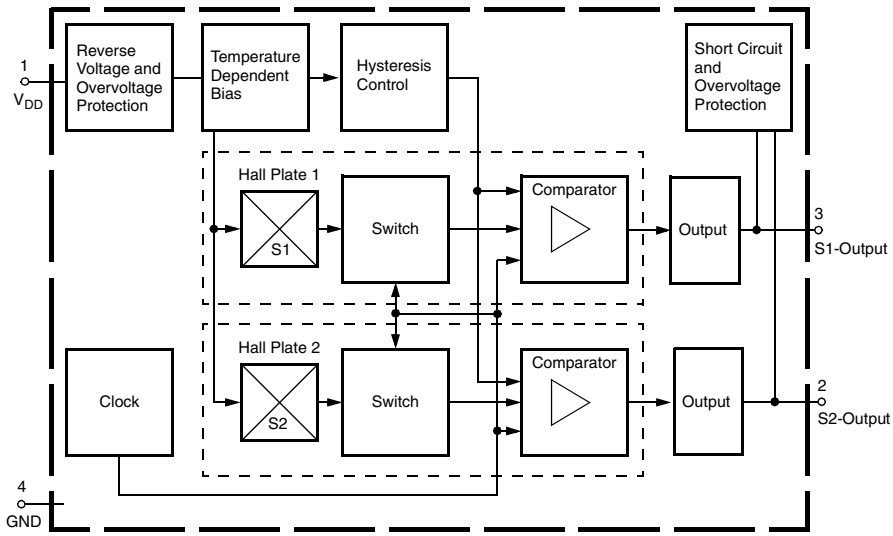 Reverse
Voltage and
Overvoltage
Protection
Temperature
Dependent
Bias
Hysteresis
Control
Short Circuit
and
Overvoltage
Protection
1
VDD
Hall Plate 1
S1
Switch
Comparator
Output
3
S1-Output
Hall Plate 2
S2
Switch
Comparator
Output
2
S2-Output
Clock
4
GND